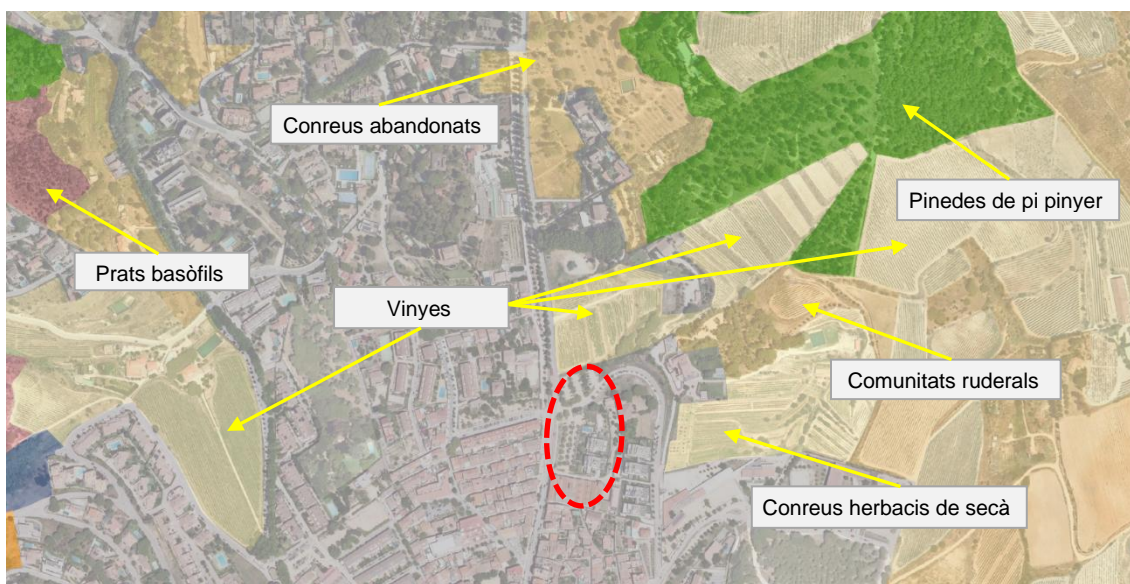 Conreus abandonats
Pinedes de pi pinyer
Prats basòfils
Vinyes
Comunitats ruderals
Conreus herbacis de secà